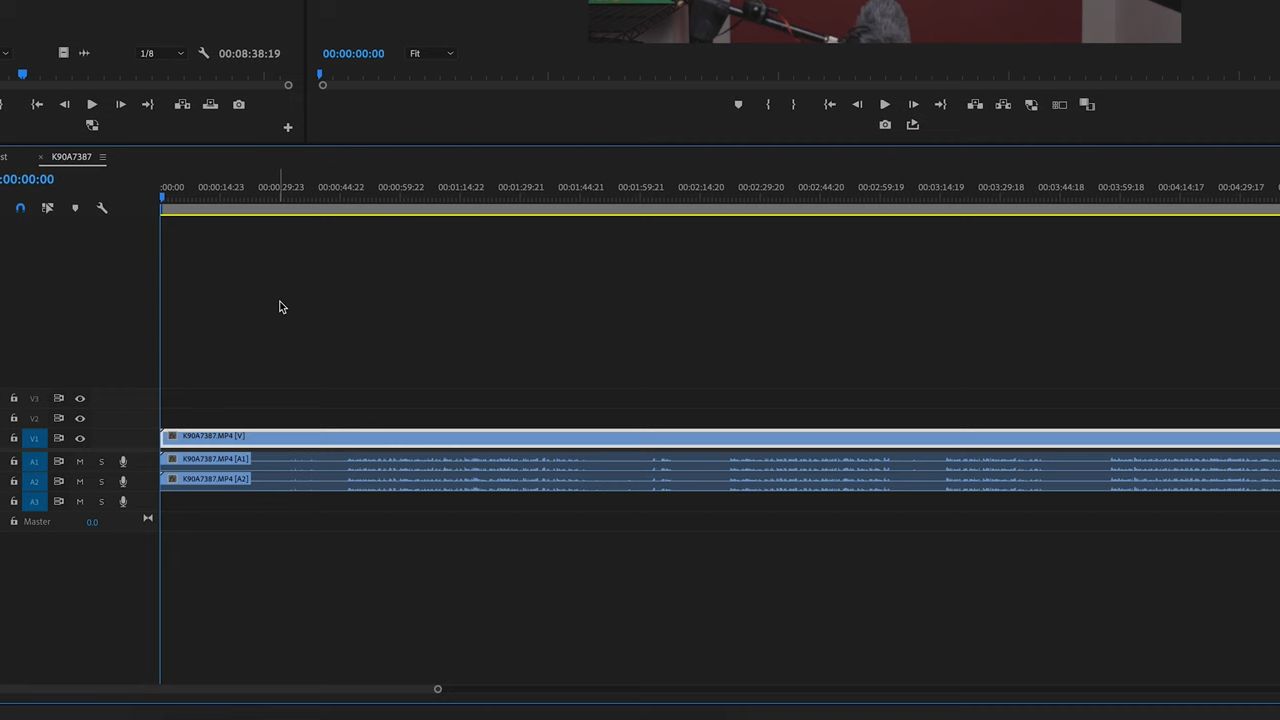 1/8
00:08:38:19
00:00:00:00
Fit
st
× K90A7387
:00:00:00
:00:00
00:00:14:23
00:00:29:23
00:00:44:22
00:00:59:22
00:01:14:22
00:01:29:21
00:01:44:21
00:01:59:21
00:02:14:20
00:02:29:20
00:02:44:20
00:02:59:19
00:03:14:19
00:03:29:18
00:03:44:18
00:03:59:18
00:04:14:17
00:04:29:17
V3
V2
V1
K90A7387.MP4 [V]
A1
M
S
K90A7387.MP4 [A1]
A2
M
S
K90A7387.MP4 [A2]
A3
M
S
Master
0.0